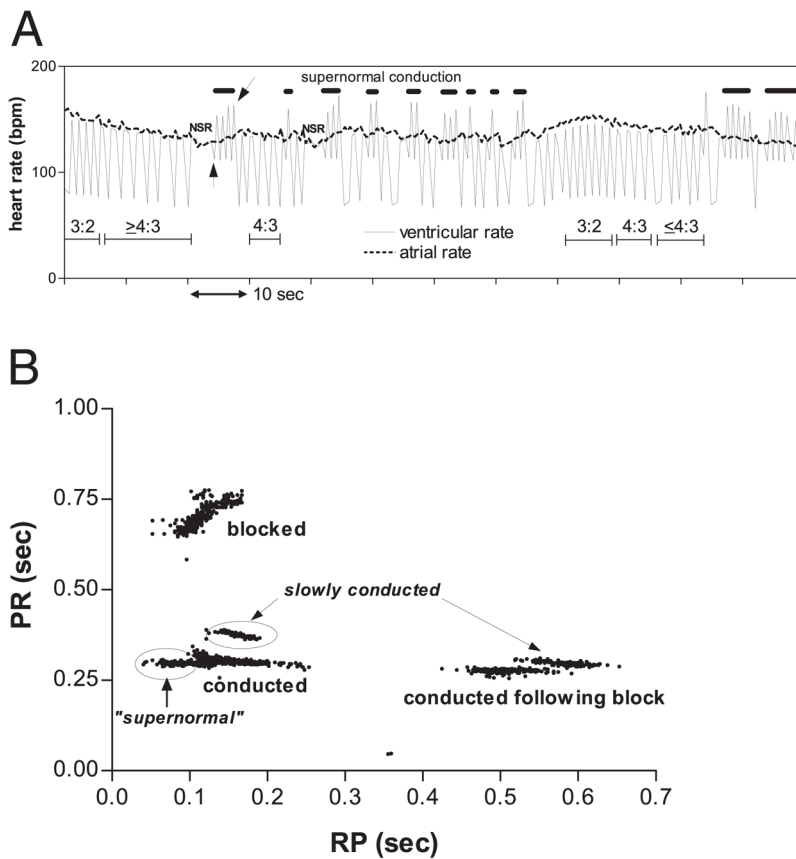 A
200
supernormal conduction
NSR
NSR
heart rate (bpm)
100
3:2
≥4:3
4:3
ventricular rate
atrial rate
3:2
4:3
≤4:3
0
10 sec
B
1.00
0.75
blocked
PR (sec)
0.50
slowly conducted
0.25
conducted
conducted following block
"supernormal"
0.00
0.0 0.1 0.2 0.3 0.4 0.5 0.6 0.7
RP (sec)